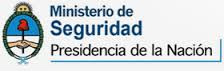 Ministerio de
Seguridad
Presidencia de la Nación